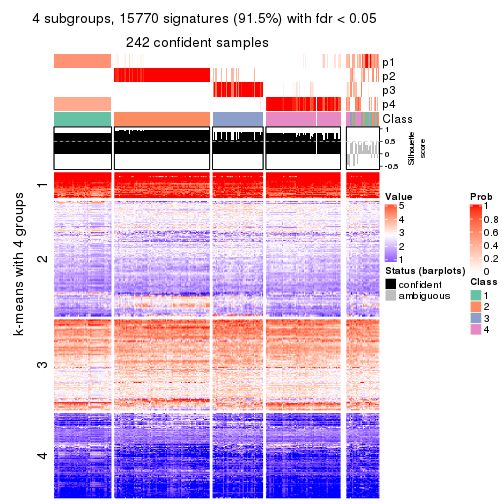 4 subgroups, 15770 signatures (91.5%) with fdr < 0.05
242 confident samples
p1
p2
p3
p4
Class
1
0.5
0
-0.5
Silhouette
score
k-means with 4 groups
1
2
3
4
Value
5
4
3
2
1
Status (barplots)
confident
ambiguous
Prob
1
0.8
0.6
0.4
0.2
0
Class
1
2
3
4